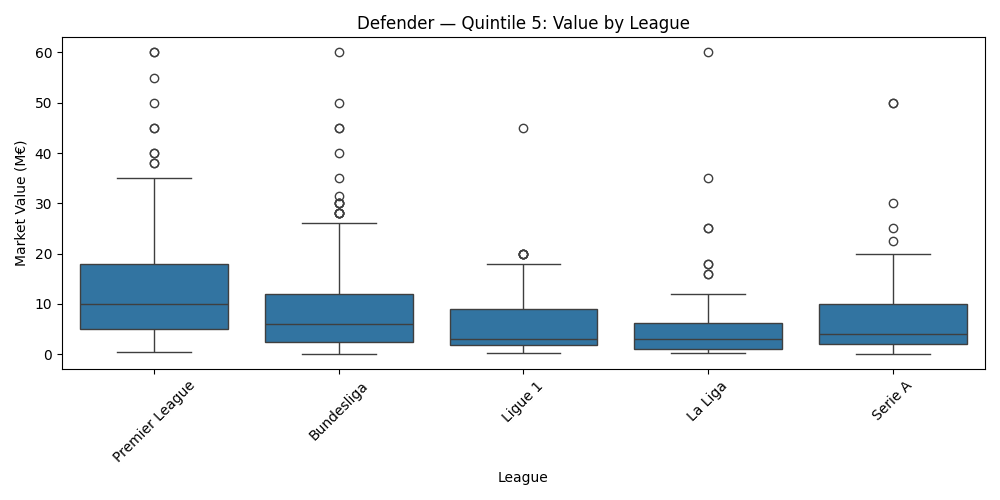 Defender — Quintile 5: Value by League
Market Value (M€)
60
50
40
30
20
10
0
Premier League
Bundesliga
Ligue 1
La Liga
Serie A
League